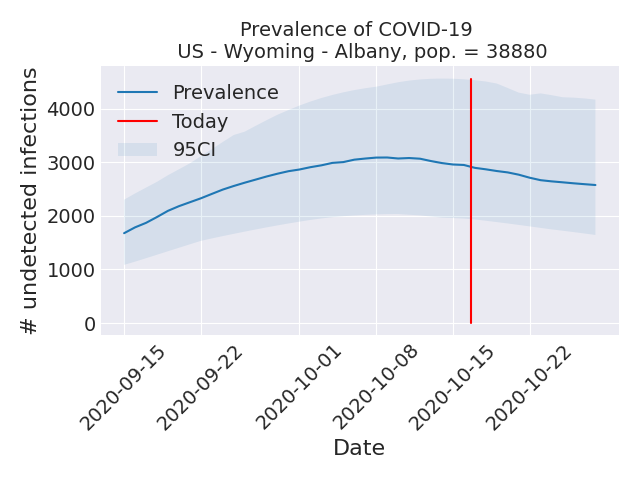 Prevalence of COVID-19
US - Wyoming - Albany, pop. = 38880
Prevalence
Today
95CI
# undetected infections
4000
3000
2000
1000
0
2020-09-15
2020-09-22
2020-10-01
2020-10-08
2020-10-15
2020-10-22
Date